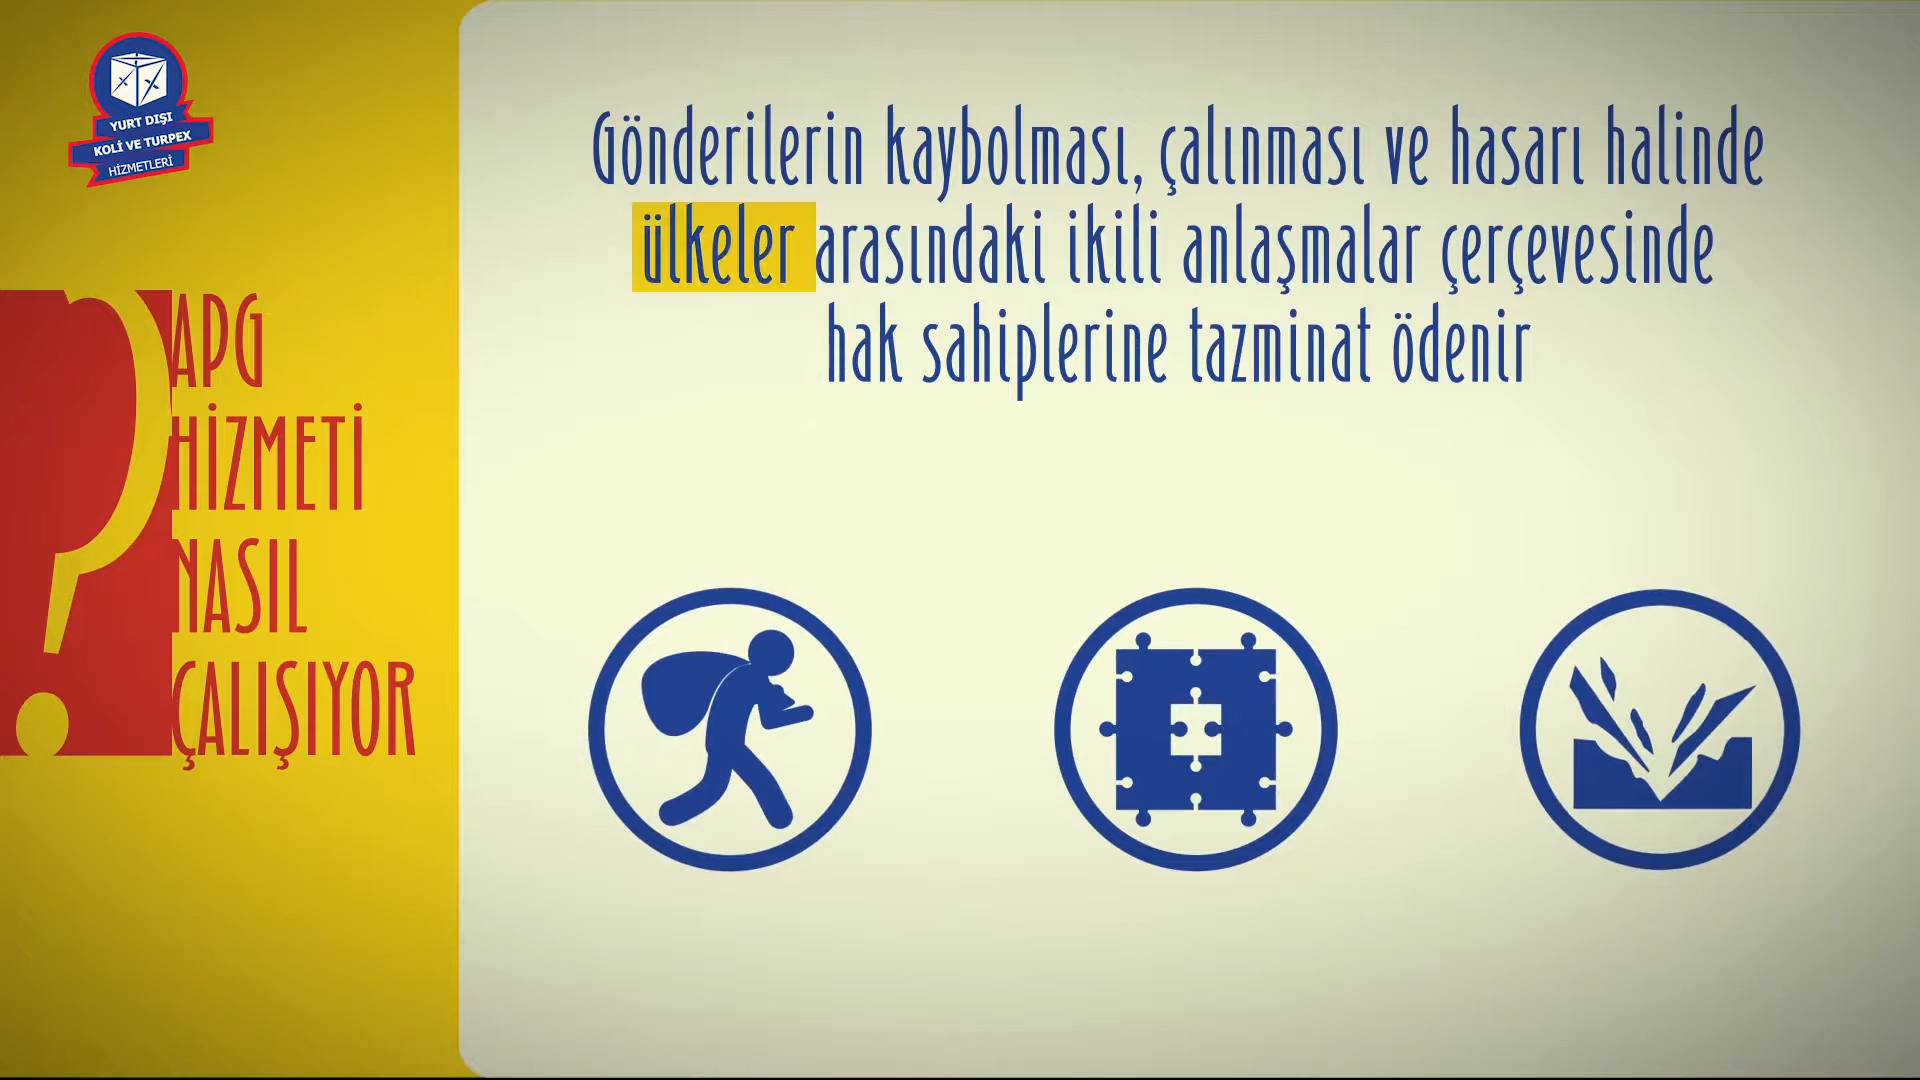 YURT DIŞI
KOLİ VE TURPEX
HİZMETLERİ
APG
HİZMETİ
NASIL
ÇALIŞIYOR
?
Gönderilerin kaybolması, çalınması ve hasarı halinde
ülkeler arasındaki ikili anlaşmalar çerçevesinde
hak sahiplerine tazminat ödenir